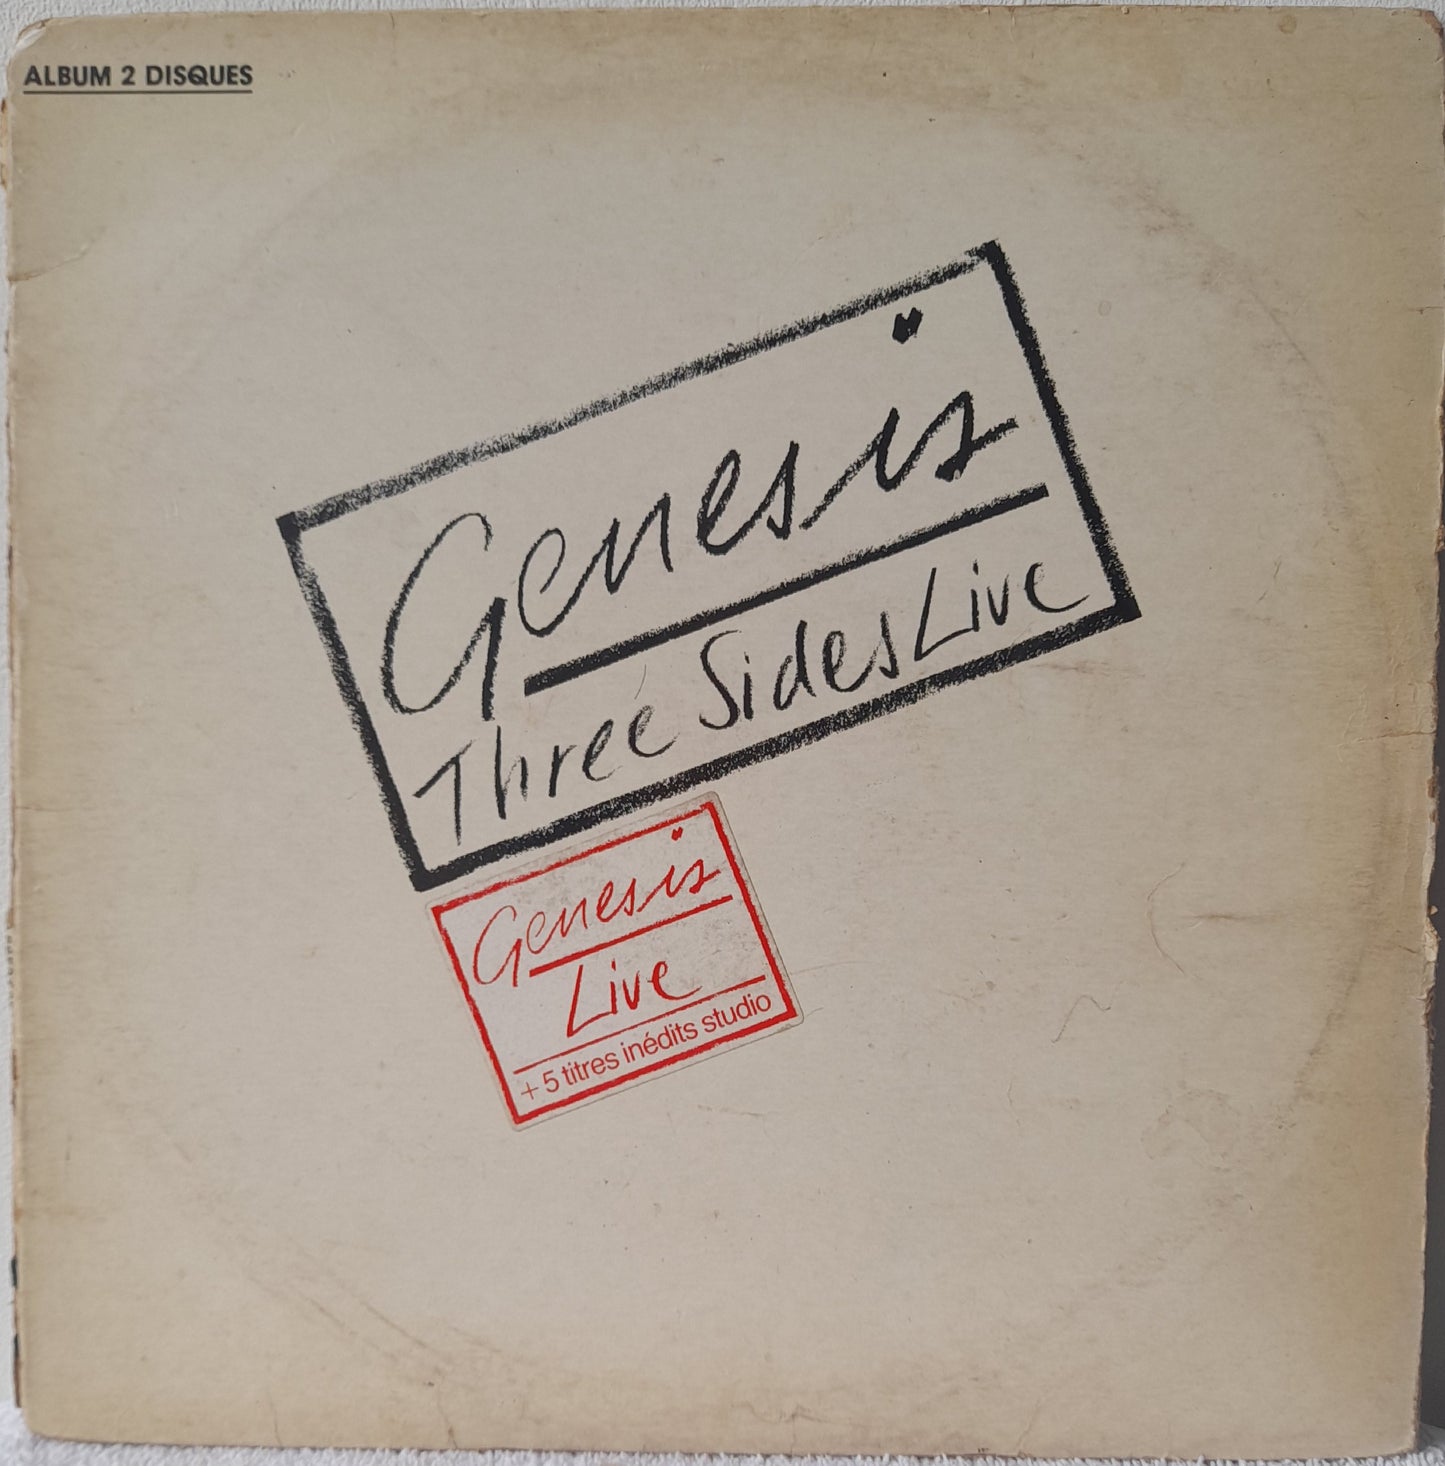 ALBUM 2 DISQUES
Genesis
Three Sides Live
Genesis
Live
+ 5 titres inédits studio